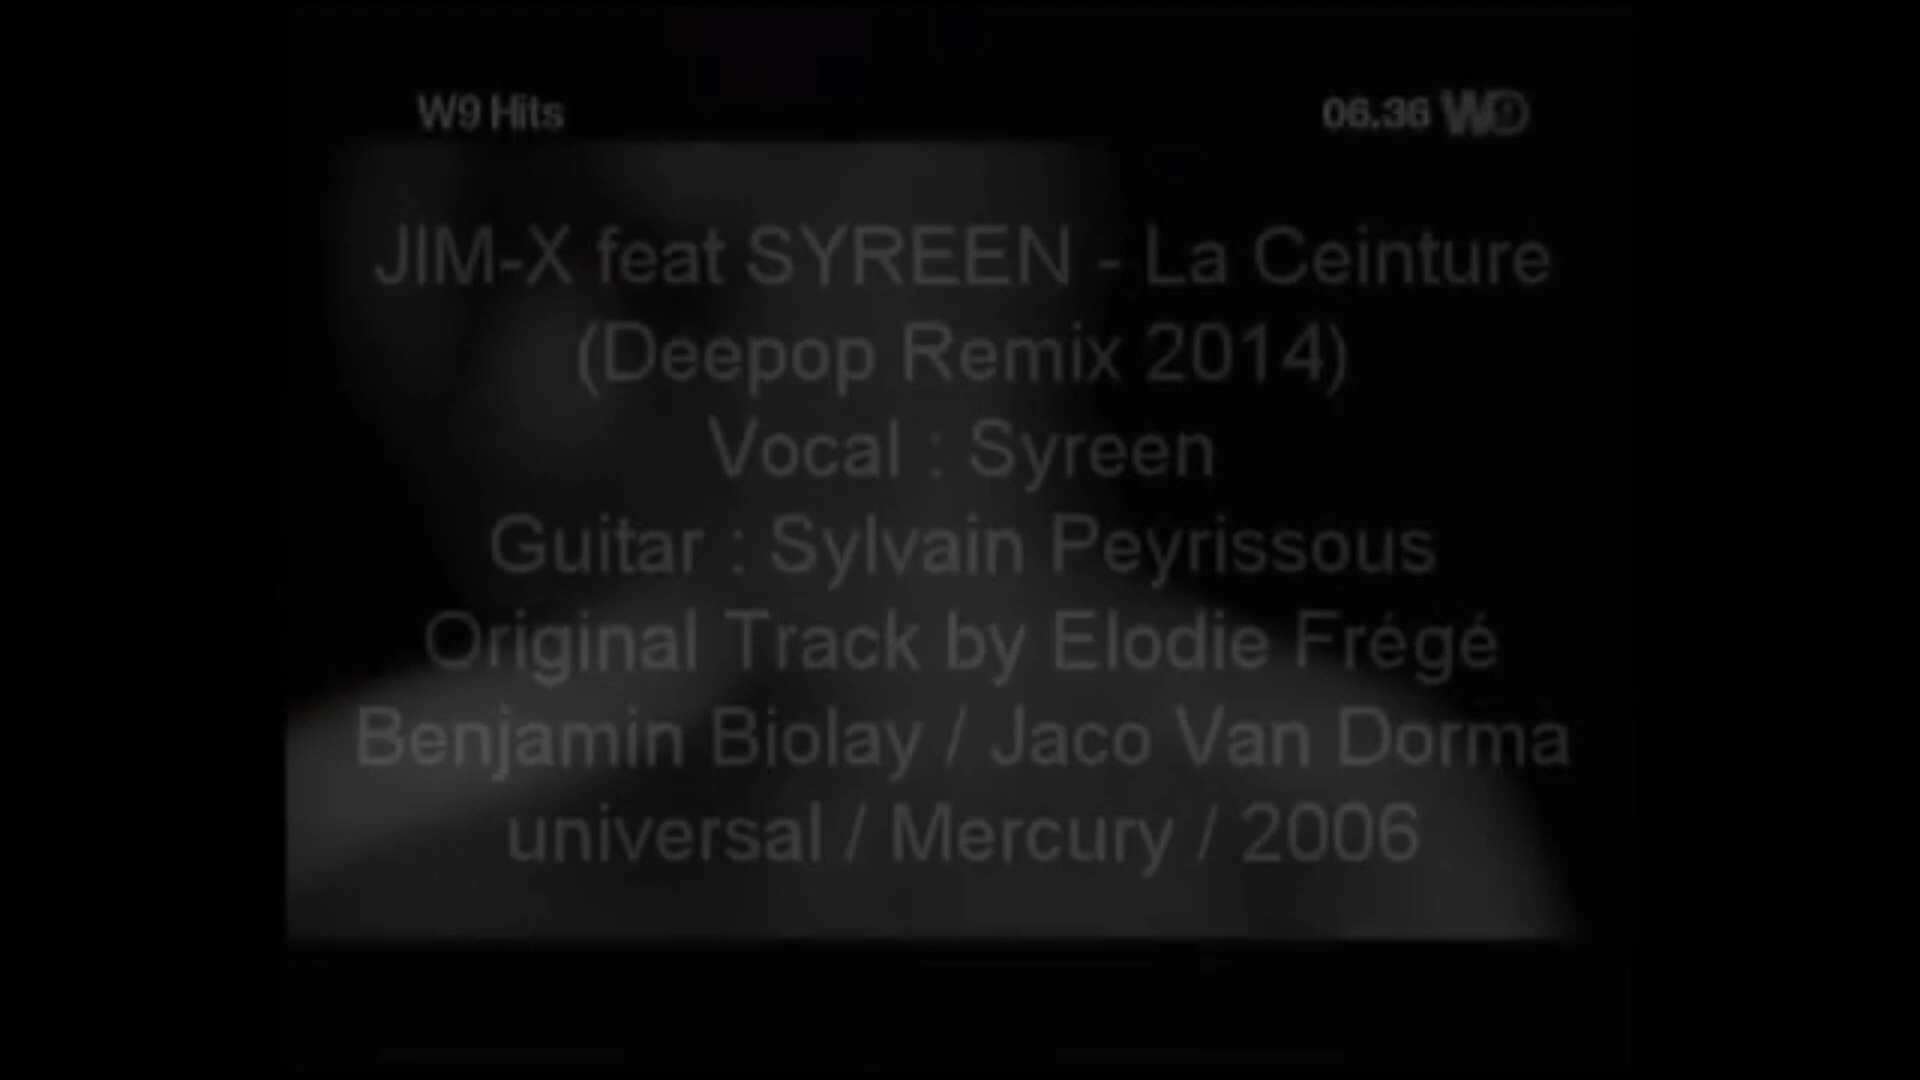 W9 Hits
06.36 W9
JIM-X feat SYREEN - La Ceinture
(Deepop Remix 2014)
Vocal : Syreen
Guitar : Sylvain Peyrissous
Original Track by Elodie Frégé
Benjamin Biolay / Jaco Van Dorma
universal / Mercury / 2006